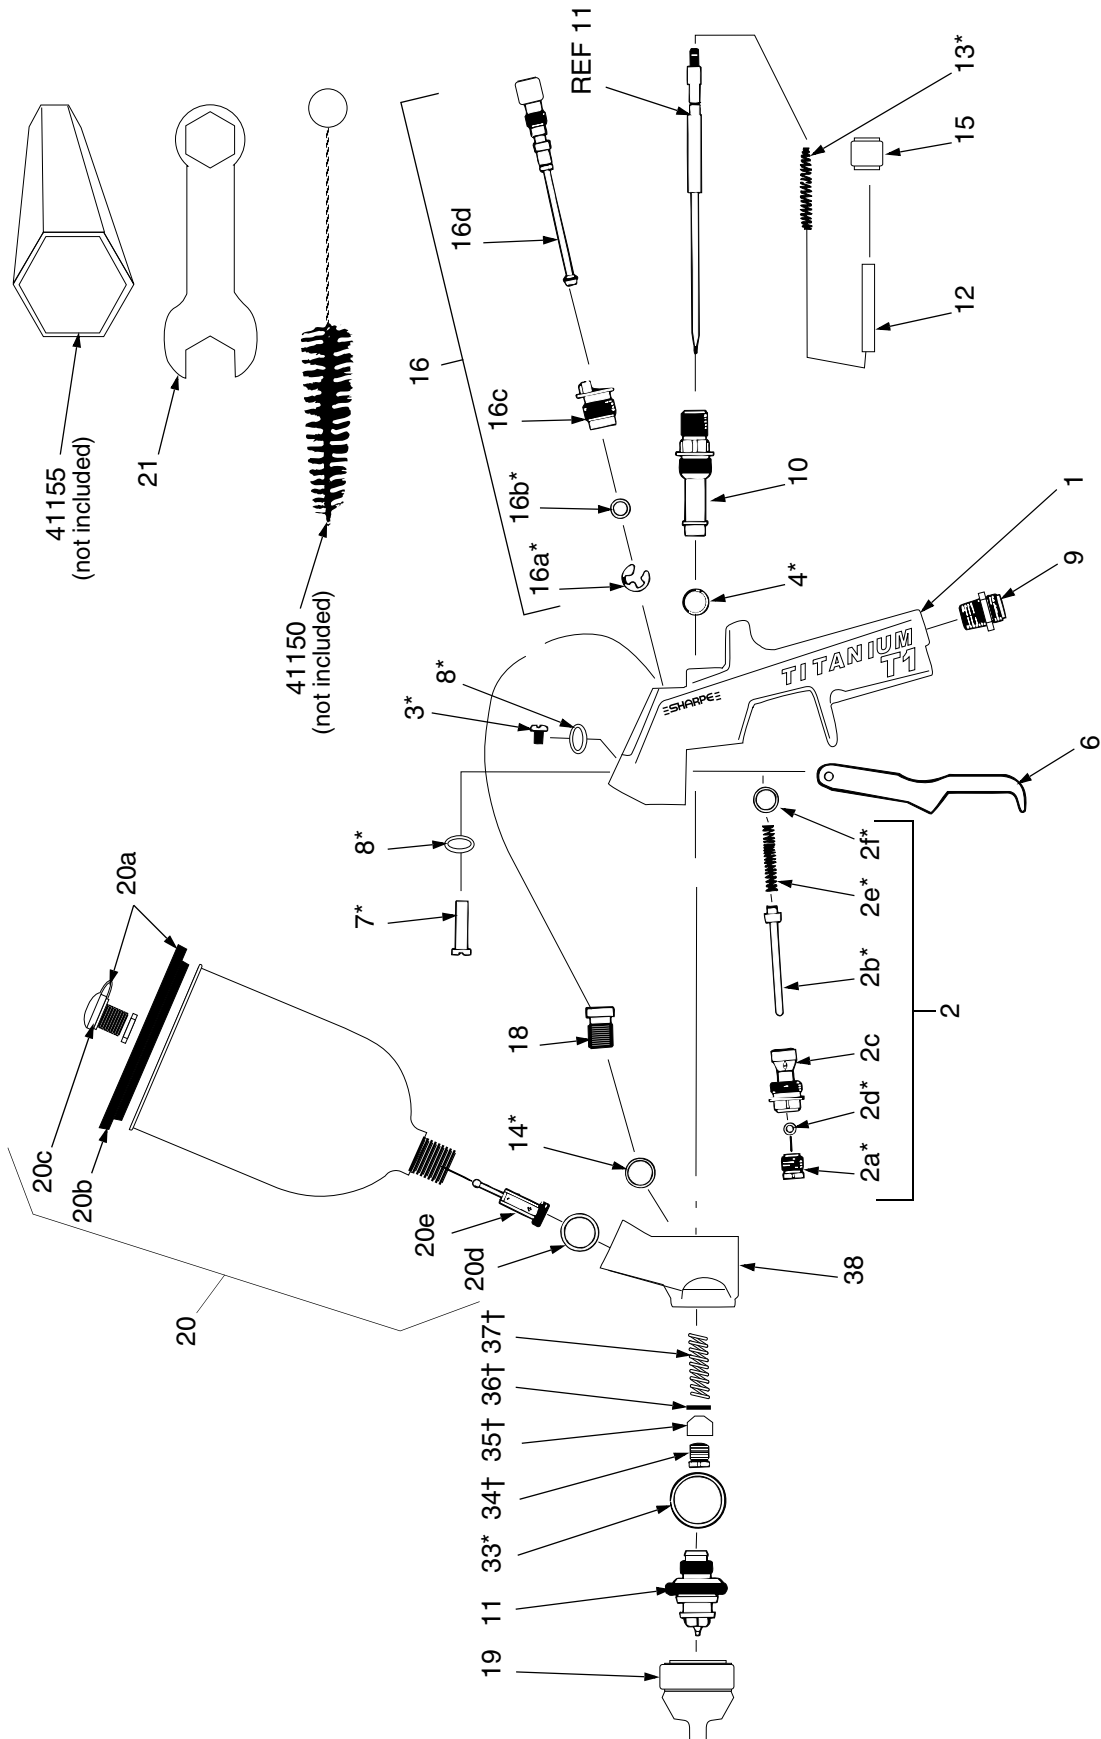 41155
(not included)
21
41150
(not included)
16
16d
16c
16b*
16a*
REF 11
13*
15
12
10
4*
1
9
3*
8*
8*
7*
SHARPE
TITANIUM
T1
6
2f*
2e*
2b*
2
2c
2d*
2a*
20a
20c
20b
20e
20d
20
18
14*
38
37†
36†
35†
34†
33*
11
19